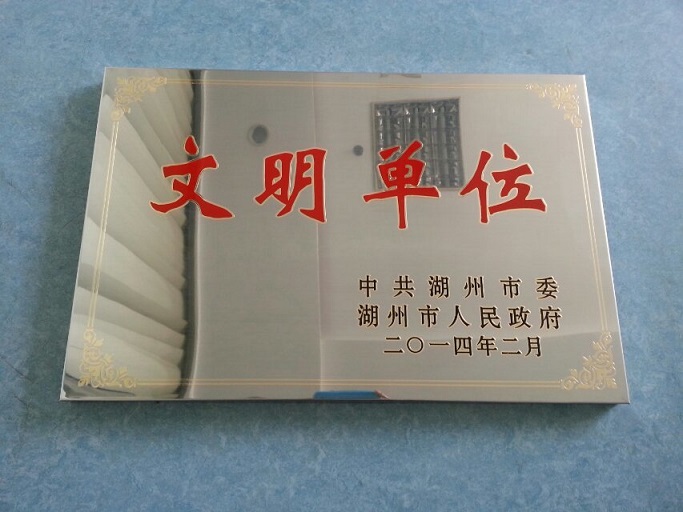 文明单位
中共湖州市委
湖州市人民政府
二〇一四年二月